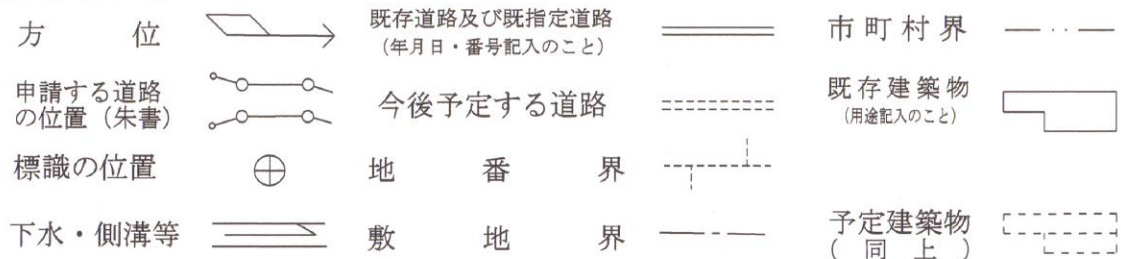 方位
既存道路及び既指定道路
(年月日・番号記入のこと)
市町村界
申請する道路
の位置(朱書)
今後予定する道路
既存建築物
(用途記入のこと)
標識の位置
地番界
下水・側溝等
敷地界
予定建築物
(同上)